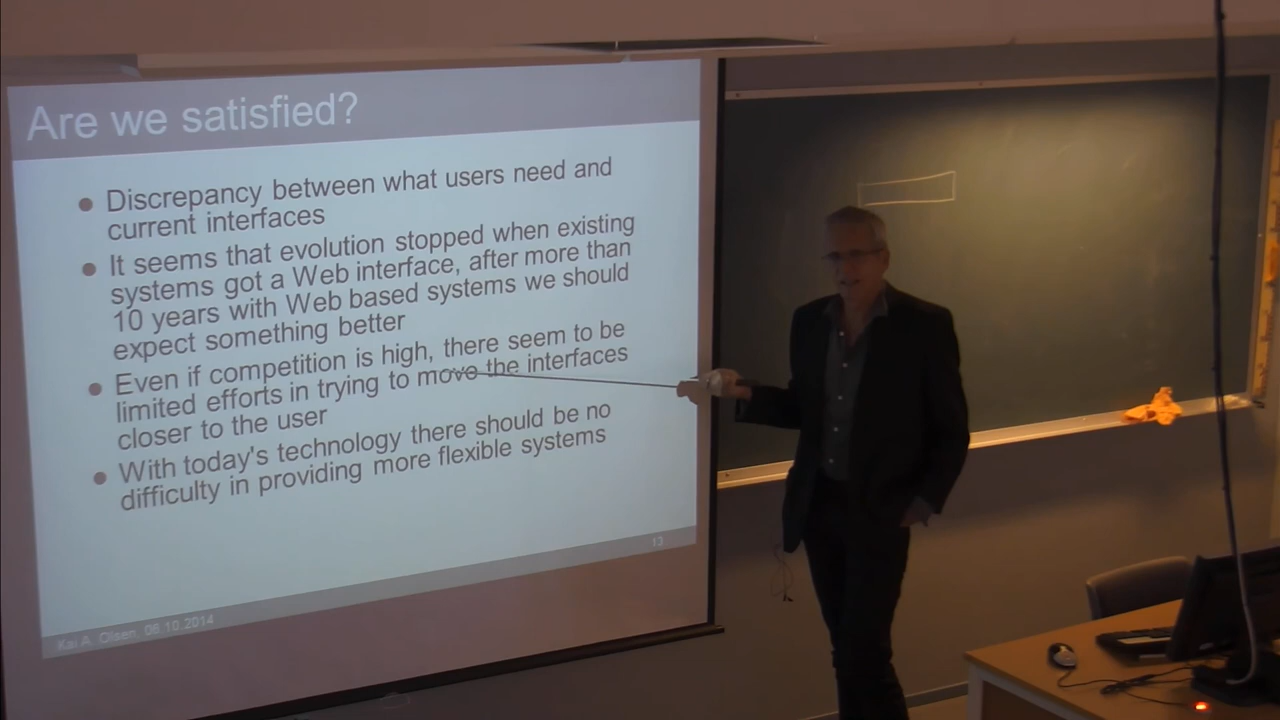 Are we satisfied?
Discrepancy between what users need and
current interfaces
It seems that evolution stopped when existing
systems got a Web interface, after more than
10 years with Web based systems we should
expect something better
Even if competition is high, there seem to be
limited efforts in trying to move the interfaces
closer to the user
With today's technology there should be no
difficulty in providing more flexible systems
13
Kai A. Olsen, 06.10.2014